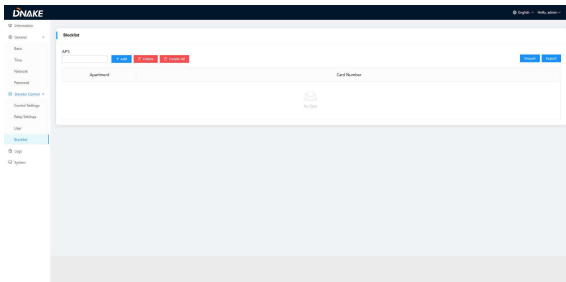 DNAKE
English
Hello, admin
Information
General
Basic
Time
Network
Password
Elevator Control
Control Settings
Relay Settings
User
Blocklist
Logs
System
Blocklist
APT.
+ Add
Delete
Delete All
Import
Export
Apartment
Card Number
No Data